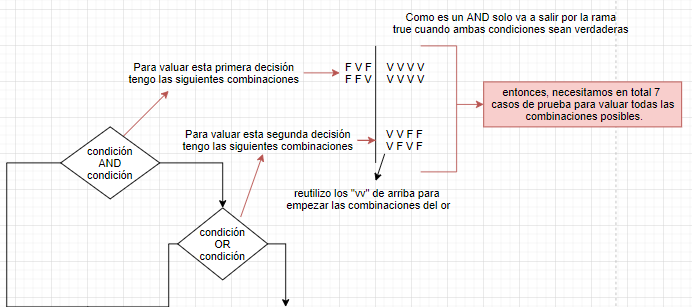 Como es un AND solo va a salir por la rama
true cuando ambas condiciones sean verdaderas
Para valuar esta primera decisión
tengo las siguientes combinaciones
F V F V V V V
F F V V V V V
entonces, necesitamos en total 7
casos de prueba para valuar todas las
combinaciones posibles.
Para valuar esta segunda decisión
tengo las siguientes combinaciones
V V F F
V F V F
condición
AND
condición
reutilizo los "vv" de arriba para
empezar las combinaciones del or
condición
OR
condición